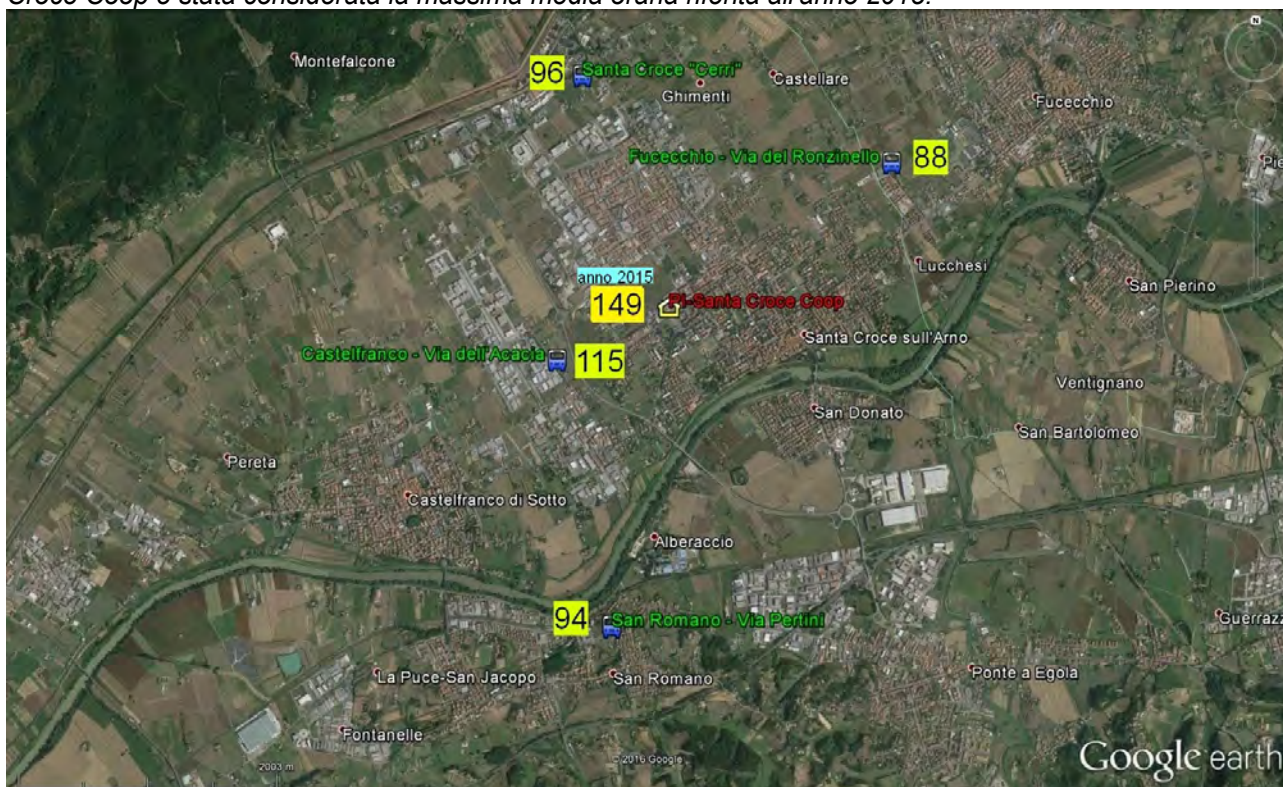 Croce Coop è stata considerata la massima media oraria riferita all'anno 2015.
Montefalcone
96
Santa Croce "Cerri"
Ghimenti
Castellare
Fucecchio
Fucecchio - Via del Ronzinello
88
Pie
Lucchesi
anno 2015
149
PI-Santa Croce Coop
San Pierino
Santa Croce sull'Arno
Castelfranco - Via dell'Acacia
115
Ventignano
San Donato
San Bartolomeo
Pereta
Castelfranco di Sotto
Alberaccio
94
San Romano - Via Pertini
Guerrazz
La Puce-San Jacopo
San Romano
Ponte a Egola
Fontanelle
2003 m
© 2016 Google
Google earth
N